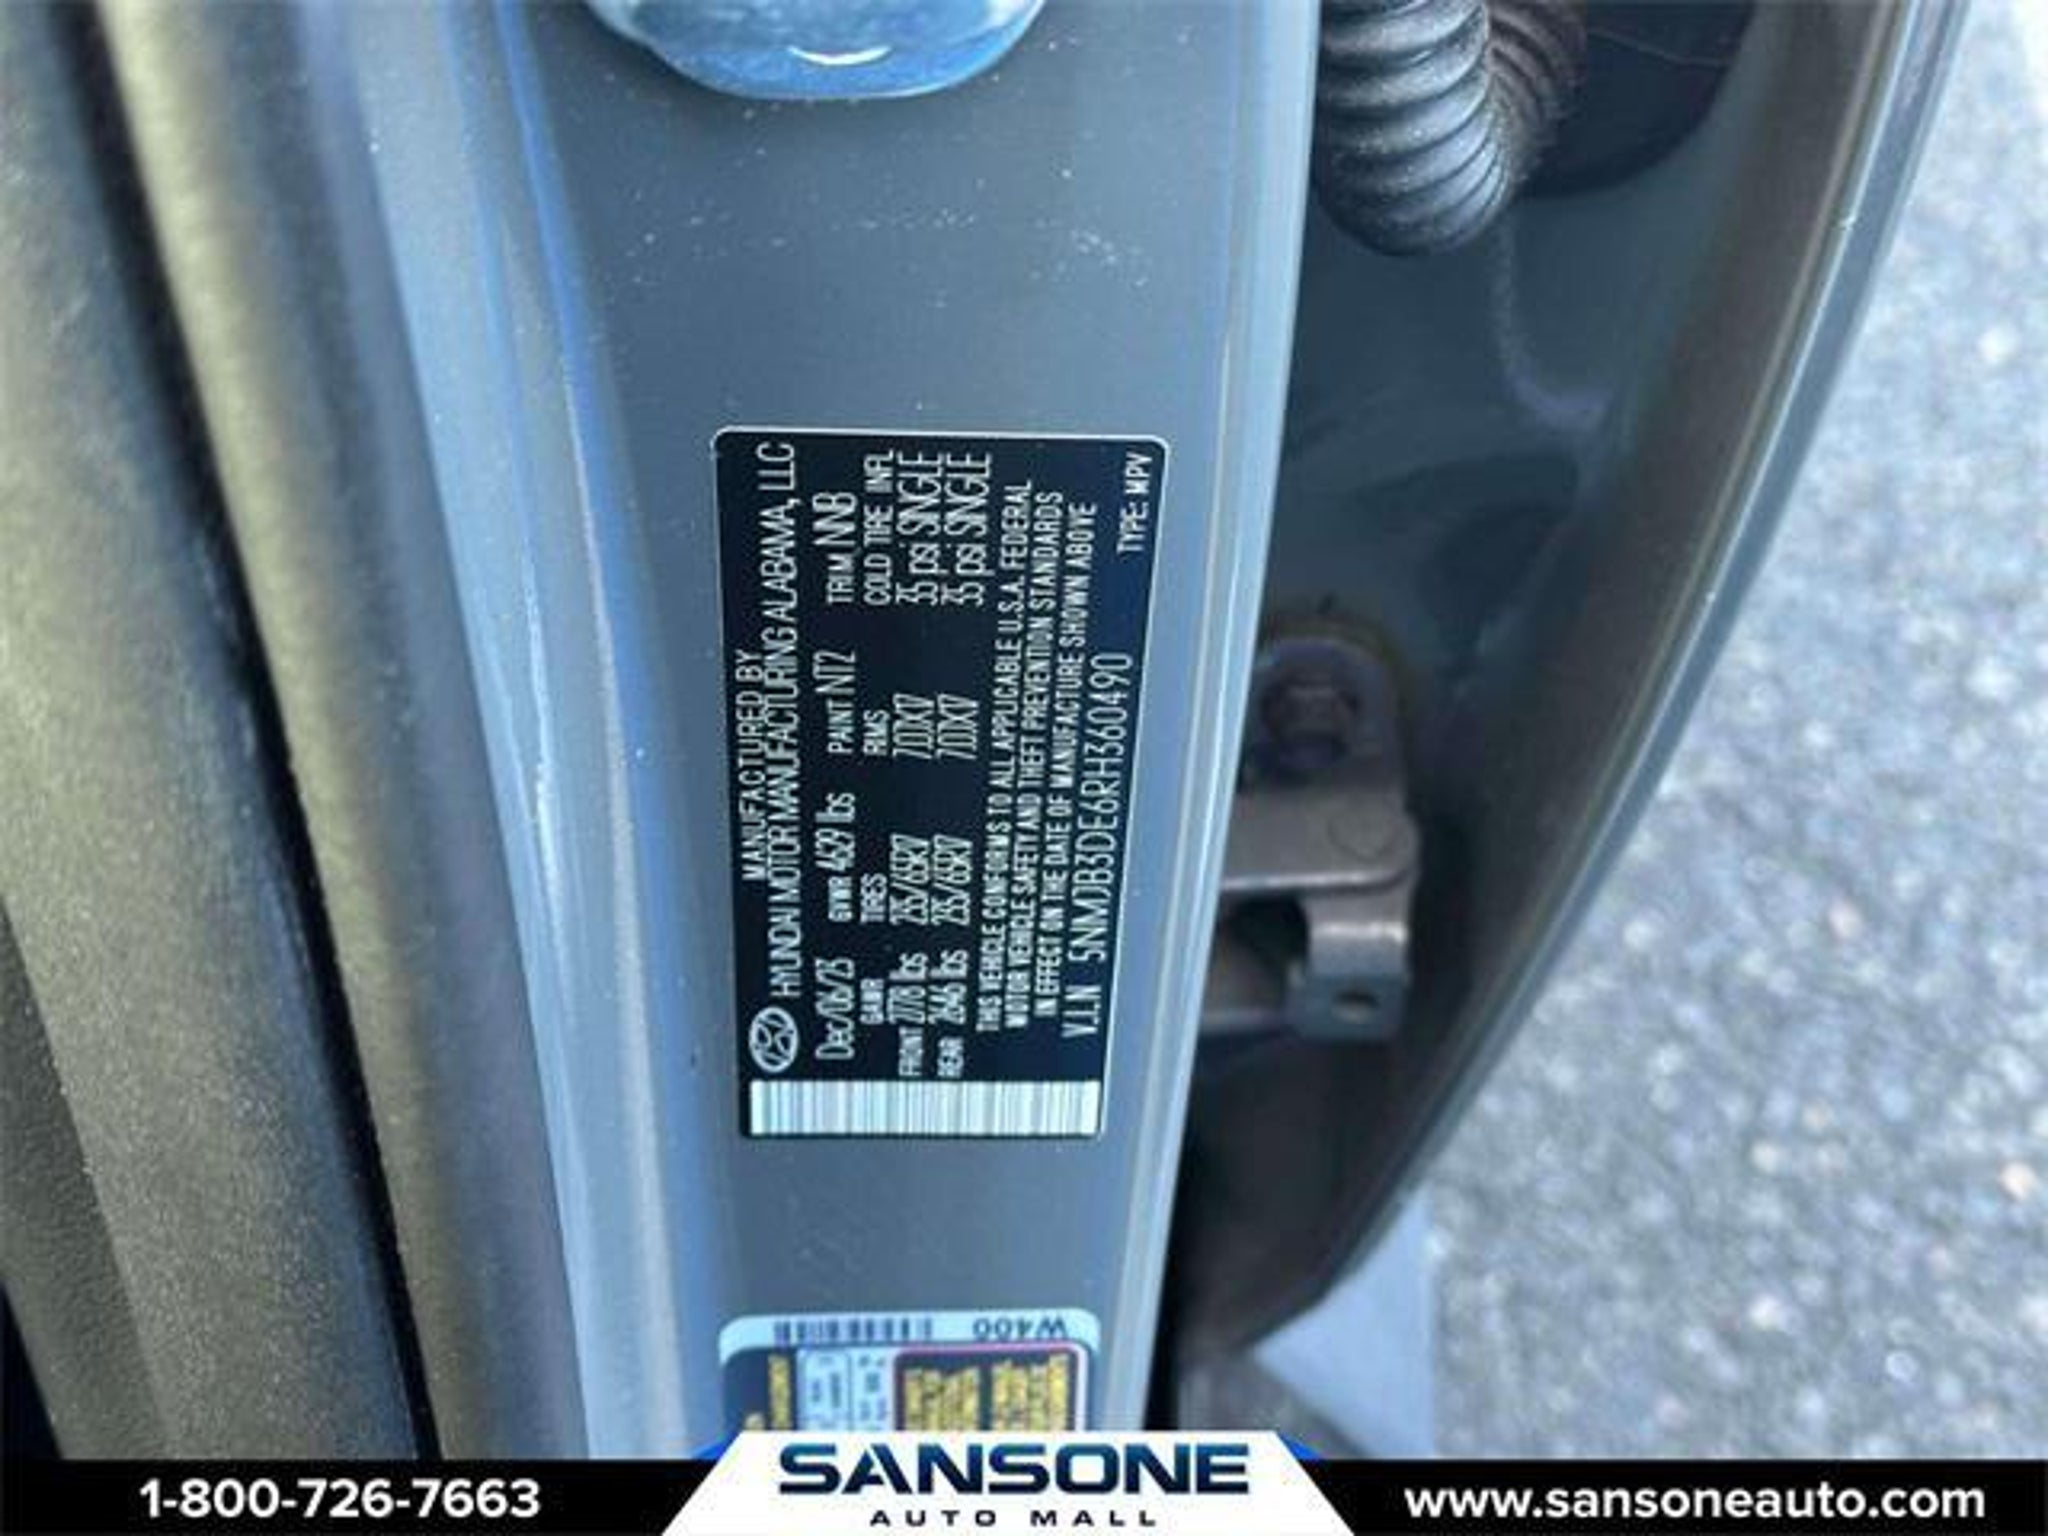 MANUFACTURED BY
HYUNDAI MOTOR MANUFACTURING ALABAMA, LLC
Dec/06/23 GVWR 4629 lbs PAINT NT2 TRIM NNB
GAWR TIRES RIMS COLD TIRE INFL
FRONT 2778 lbs 235/65R17 7.0JX17 35 psi SINGLE
REAR 2646 lbs 235/65R17 7.0JX17 35 psi SINGLE
THIS VEHICLE CONFORMS TO ALL APPLICABLE U.S.A. FEDERAL
MOTOR VEHICLE SAFETY AND THEFT PREVENTION STANDARDS
IN EFFECT ON THE DATE OF MANUFACTURE SHOWN ABOVE
V.I.N 5NMJB3DE6RH360490
TYPE: MPV
W400
1-800-726-7663
SANSONE
AUTO MALL
www.sansoneauto.com